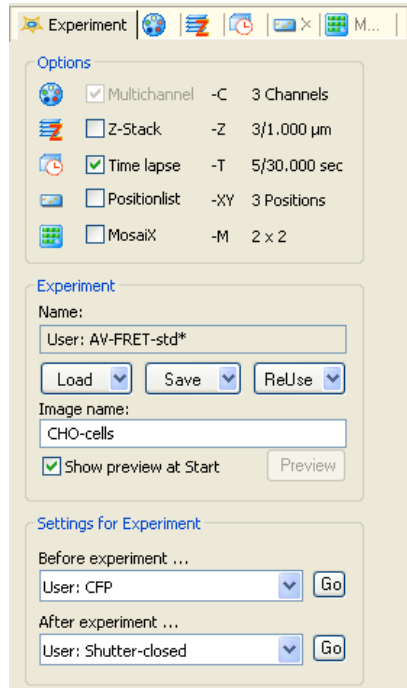 Experiment M...
Options
Multichannel -C 3 Channels
Z-Stack -Z 3/1.000 µm
Time lapse -T 5/30.000 sec
Positionlist -XY 3 Positions
MosaiX -M 2 x 2
Experiment
Name:
User: AV-FRET-std*
Load Save ReUse
Image name:
CHO-cells
Show preview at Start Preview
Settings for Experiment
Before experiment ...
User: CFP Go
After experiment ...
User: Shutter-closed Go